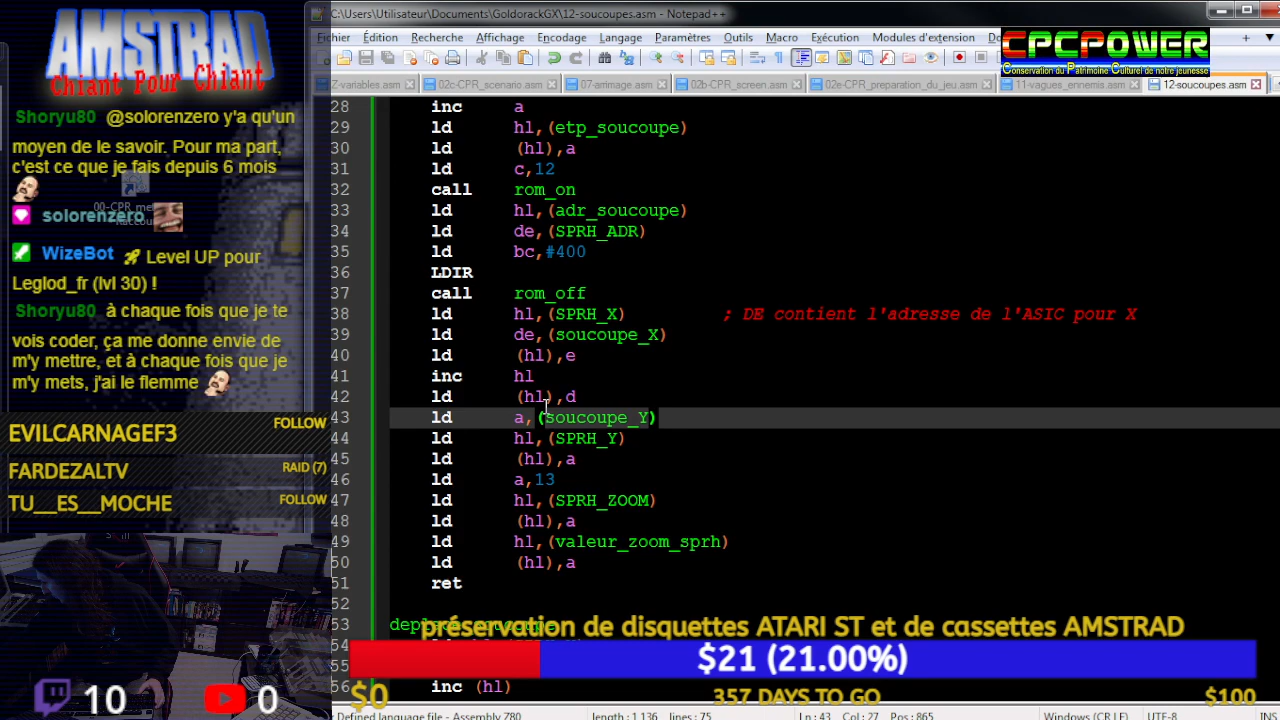 AMSTRAD
Chiant Pour Chiant
Shoryu80 @solorenzero y'a qu'un
moyen de le savoir. Pour ma part,
c'est ce que je fais depuis 6 mois
solorenzero
WizeBot Level UP pour
Leglod_fr (lvl 30) !
Shoryu80 à chaque fois que je te
vois coder, ça me donne envie de
m'y mettre, et à chaque fois que je
m'y mets, j'ai le flemme
EVILCARNAGEF3 FOLLOW
FARDEZALTV RAID (7)
TU__ES__MOCHE FOLLOW
10 0
C:\Users\Utilisateur\Documents\GoldorackGX\12-soucoupes.asm - Notepad++
Fichier Édition Recherche Affichage Encodage Langage Paramètres Outils Macro Exécution Modules d'extension
CPCPOWER
Conservation du Patrimoine Culturel de notre jeunesse
Z-variables.asm 02c-CPR_scenario.asm 07-arrimage.asm 02b-CPR_screen.asm 02e-CPR_preparation_du_jeu.asm 11-vagues_ennemis.asm 12-soucoupes.asm
28 inc a
29 ld hl,(etp_soucoupe)
30 ld (hl),a
31 ld c,12
32 call rom_on
33 ld hl,(adr_soucoupe)
34 ld de,(SPRH_ADR)
35 ld bc,#400
36 LDIR
37 call rom_off
38 ld hl,(SPRH_X) ; DE contient l'adresse de l'ASIC pour X
39 ld de,(soucoupe_X)
40 ld (hl),e
41 inc hl
42 ld (hl),d
43 ld a,(soucoupe_Y)
44 ld hl,(SPRH_Y)
45 ld (hl),a
46 ld a,13
47 ld hl,(SPRH_ZOOM)
48 ld (hl),a
49 ld hl,(valeur_zoom_sprh)
50 ld (hl),a
51 ret
52
53
54
55
56 inc (hl)
préservation de disquettes ATARI ST et de cassettes AMSTRAD
$21 (21.00%)
$0 357 DAYS TO GO $100
Defined language file - Assembly Z80 length : 1 136 lines : 75 Ln : 43 Col : 27 Pos : 865 Windows (CR LF) UTF-8 INS